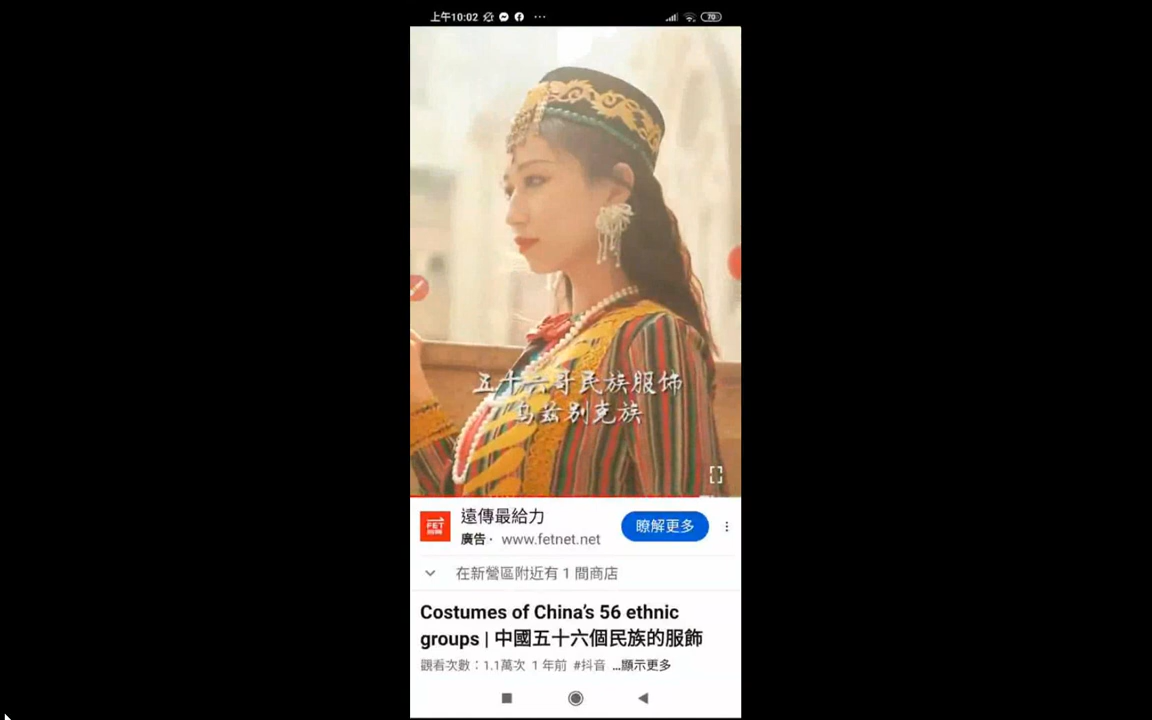 上午10:02
70
五十六哥民族服饰
乌兹别克族
FET
遠傳最給力
廣告 · www.fetnet.net
瞭解更多
在新營區附近有 1 間商店
Costumes of China's 56 ethnic
groups | 中國五十六個民族的服飾
觀看次數：1.1萬次 1 年前 #抖音 ...顯示更多